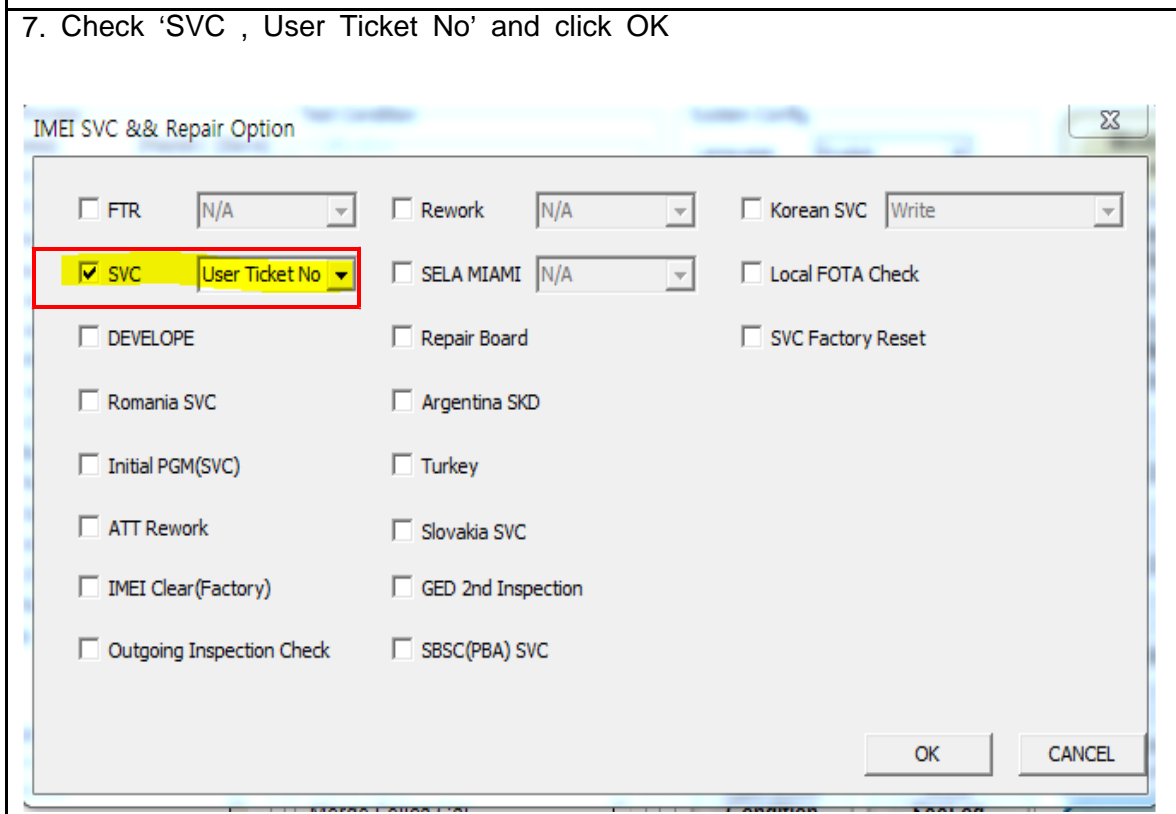 7. Check ‘SVC , User Ticket No’ and click OK
IMEI SVC && Repair Option
FTR N/A Rework N/A Korean SVC Write
SVC User Ticket No SELA MIAMI N/A Local FOTA Check
DEVELOPE Repair Board SVC Factory Reset
Romania SVC Argentina SKD
Initial PGM(SVC) Turkey
ATT Rework Slovakia SVC
IMEI Clear(Factory) GED 2nd Inspection
Outgoing Inspection Check SBSC(PBA) SVC
OK CANCEL